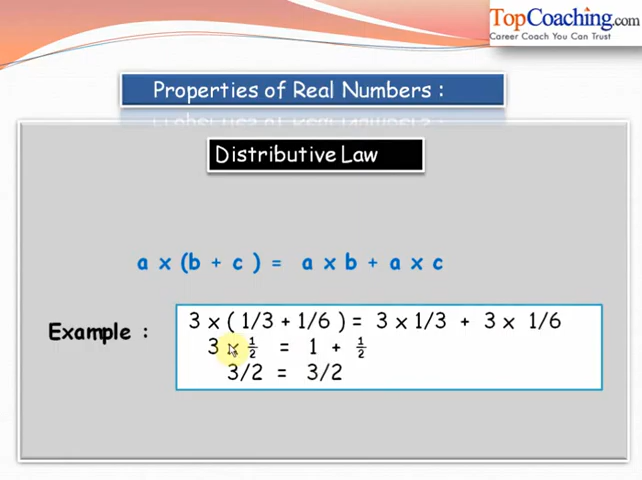 TopCoaching.com
Career Coach You Can Trust
Properties of Real Numbers :
Distributive Law
a x (b + c ) = a x b + a x c
Example :
3 x ( 1/3 + 1/6 ) = 3 x 1/3 + 3 x 1/6
3 x ½ = 1 + ½
3/2 = 3/2